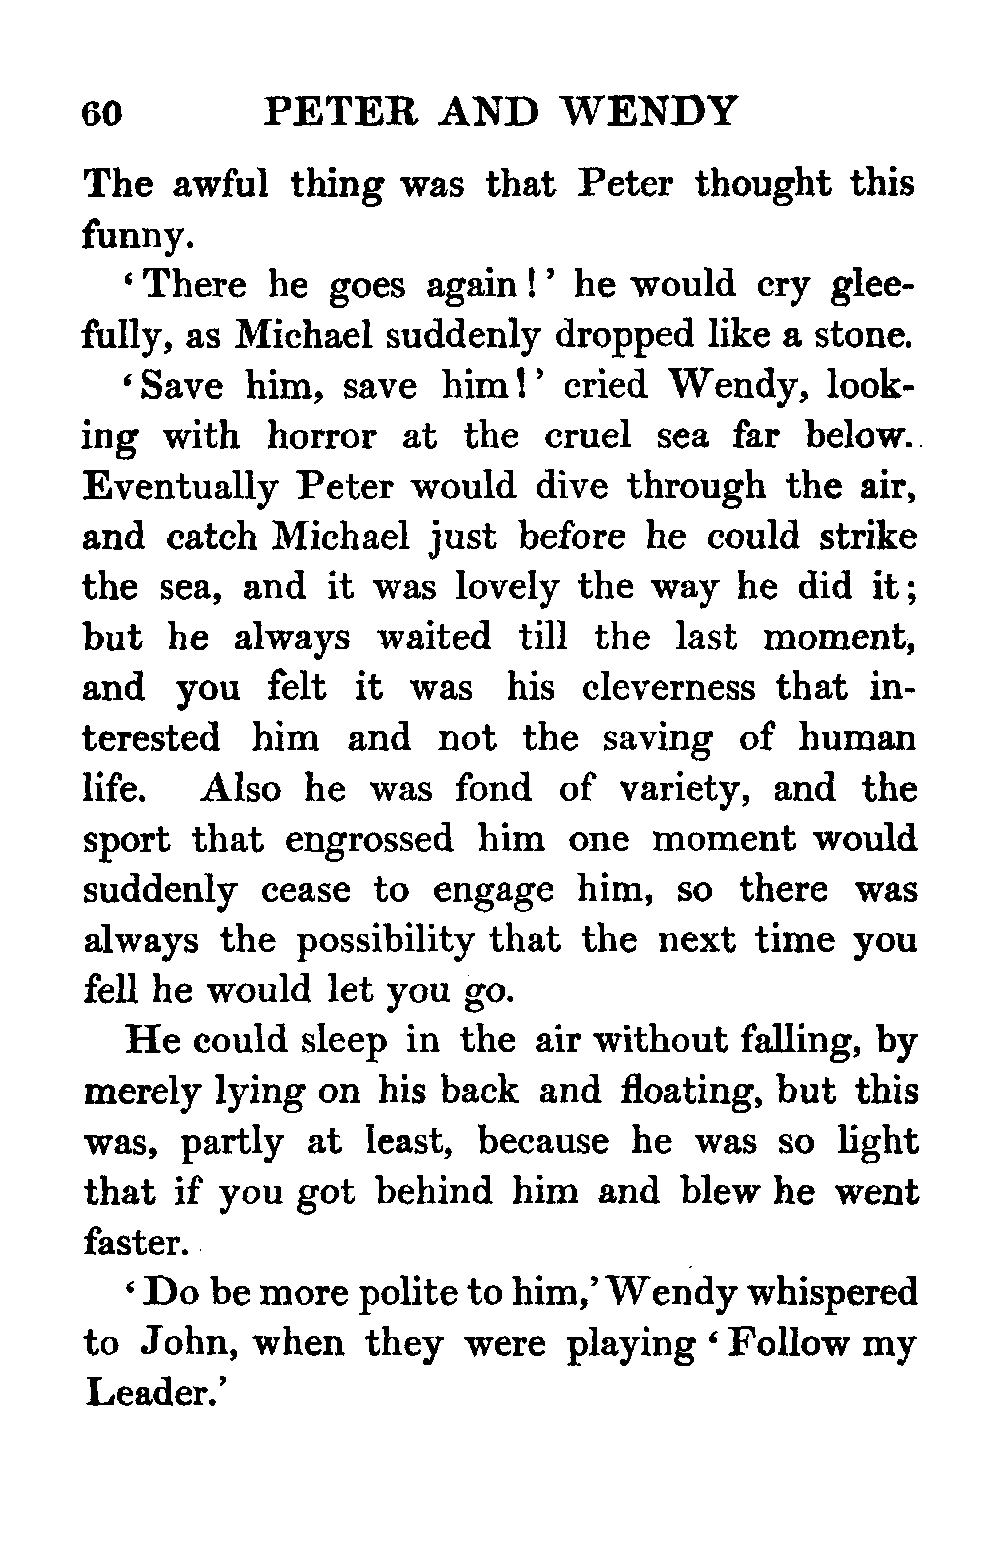 60 PETER AND WENDY
The awful thing was that Peter thought this
funny.
‘There he goes again!’ he would cry glee-
fully, as Michael suddenly dropped like a stone.
‘Save him, save him!’ cried Wendy, look-
ing with horror at the cruel sea far below.
Eventually Peter would dive through the air,
and catch Michael just before he could strike
the sea, and it was lovely the way he did it;
but he always waited till the last moment,
and you felt it was his cleverness that in-
terested him and not the saving of human
life. Also he was fond of variety, and the
sport that engrossed him one moment would
suddenly cease to engage him, so there was
always the possibility that the next time you
fell he would let you go.
He could sleep in the air without falling, by
merely lying on his back and floating, but this
was, partly at least, because he was so light
that if you got behind him and blew he went
faster.
‘Do be more polite to him,’ Wendy whispered
to John, when they were playing ‘Follow my
Leader.’